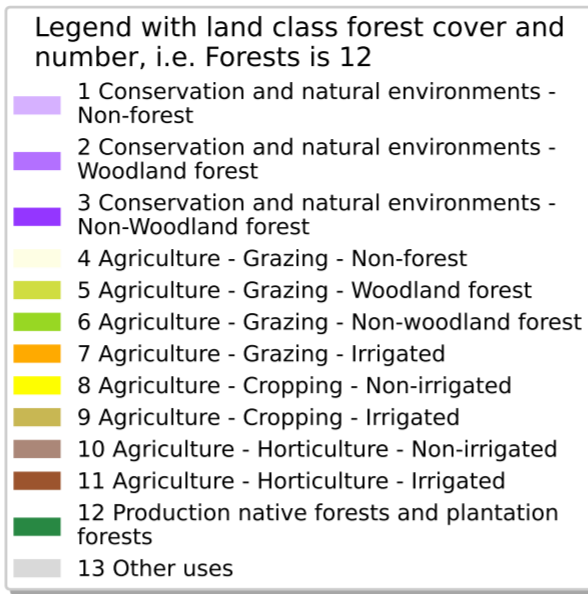 Legend with land class forest cover and
number, i.e. Forests is 12
1 Conservation and natural environments -
Non-forest
2 Conservation and natural environments -
Woodland forest
3 Conservation and natural environments -
Non-Woodland forest
4 Agriculture - Grazing - Non-forest
5 Agriculture - Grazing - Woodland forest
6 Agriculture - Grazing - Non-woodland forest
7 Agriculture - Grazing - Irrigated
8 Agriculture - Cropping - Non-irrigated
9 Agriculture - Cropping - Irrigated
10 Agriculture - Horticulture - Non-irrigated
11 Agriculture - Horticulture - Irrigated
12 Production native forests and plantation
forests
13 Other uses